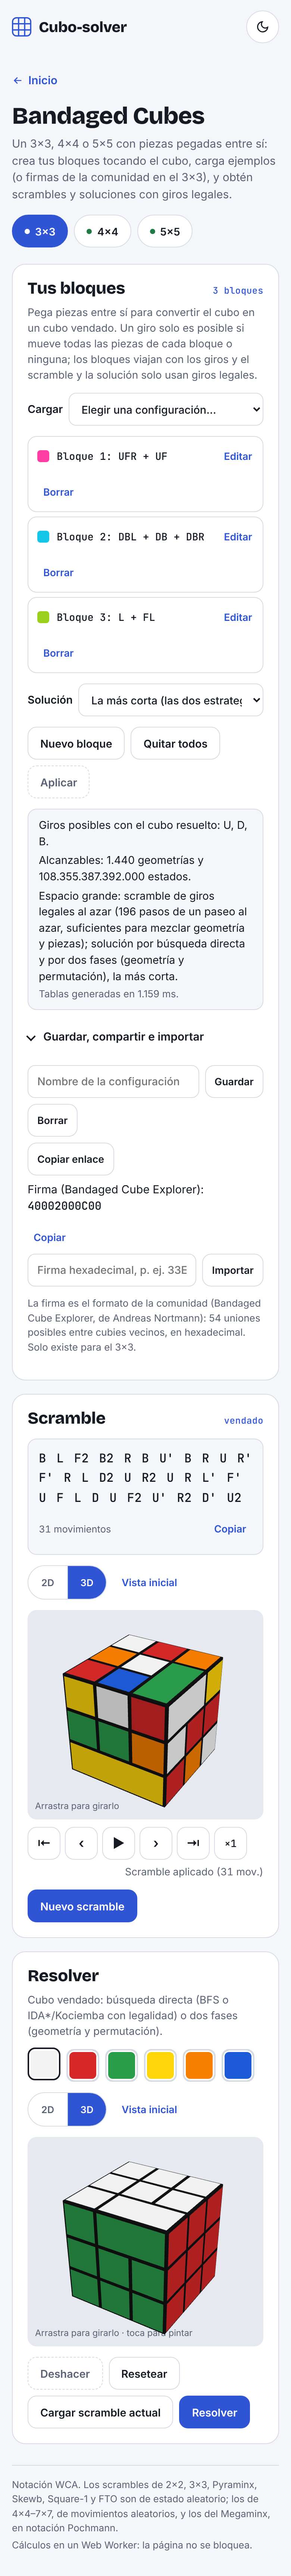 Cubo-solver
← Inicio
Bandaged Cubes
Un 3×3, 4×4 o 5×5 con piezas pegadas entre sí:
crea tus bloques tocando el cubo, carga ejemplos
(o firmas de la comunidad en el 3×3), y obtén
scrambles y soluciones con giros legales.
3×3 4×4 5×5
Tus bloques 3 bloques
Pega piezas entre sí para convertir el cubo en
un cubo vendado. Un giro solo es posible si
mueve todas las piezas de cada bloque o
ninguna; los bloques viajan con los giros y el
scramble y la solución solo usan giros legales.
Cargar Elegir una configuración...
Bloque 1: UFR + UF Editar
Borrar
Bloque 2: DBL + DB + DBR Editar
Borrar
Bloque 3: L + FL Editar
Borrar
Solución La más corta (las dos estrateg
Nuevo bloque Quitar todos
Aplicar
Giros posibles con el cubo resuelto: U, D,
B.
Alcanzables: 1.440 geometrías y
108.355.387.392.000 estados.
Espacio grande: scramble de giros
legales al azar (196 pasos de un paseo al
azar, suficientes para mezclar geometría
y piezas); solución por búsqueda directa
y por dos fases (geometría y
permutación), la más corta.
Tablas generadas en 1.159 ms.
Guardar, compartir e importar
Nombre de la configuración Guardar
Borrar
Copiar enlace
Firma (Bandaged Cube Explorer):
40002000C00
Copiar
Firma hexadecimal, p. ej. 33E Importar
La firma es el formato de la comunidad (Bandaged
Cube Explorer, de Andreas Nortmann): 54 uniones
posibles entre cubies vecinos, en hexadecimal.
Solo existe para el 3×3.
Scramble vendado
B L F2 B2 R B U' B R U R'
F' R L D2 U R2 U R L' F'
U F L D U F2 U' R2 D' U2
31 movimientos Copiar
2D 3D Vista inicial
Arrastra para girarlo
×1
Scramble aplicado (31 mov.)
Nuevo scramble
Resolver
Cubo vendado: búsqueda directa (BFS o
IDA*/Kociemba con legalidad) o dos fases
(geometría y permutación).
2D 3D Vista inicial
Arrastra para girarlo · toca para pintar
Deshacer Resetear
Cargar scramble actual Resolver
Notación WCA. Los scrambles de 2×2, 3×3, Pyraminx,
Skewb, Square-1 y FTO son de estado aleatorio; los de
4×4–7×7, de movimientos aleatorios, y los del Megaminx,
en notación Pochmann.
Cálculos en un Web Worker: la página no se bloquea.